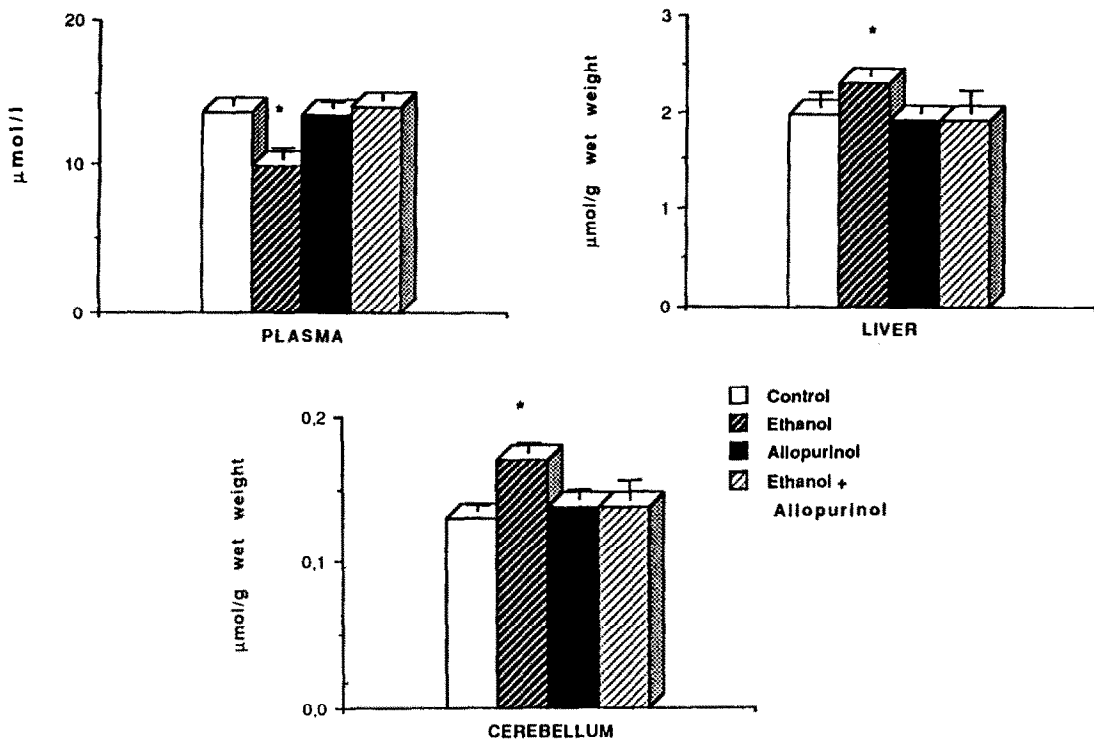 20
10
0
μmol/l
*
PLASMA
3
2
1
0
μmol/g wet weight
*
LIVER
0,2
0,1
0,0
μmol/g wet weight
*
CEREBELLUM
Control
Ethanol
Allopurinol
Ethanol +
Allopurinol